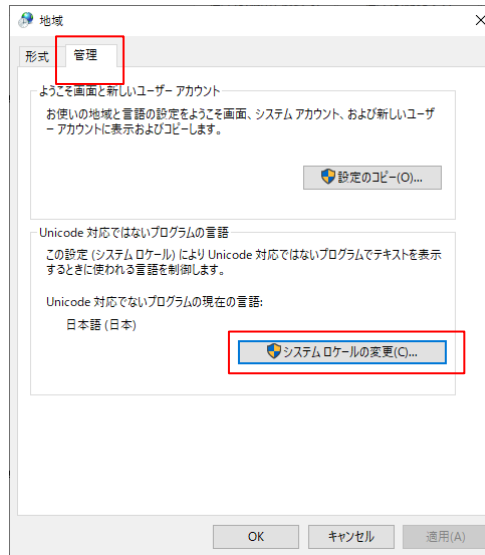 地域
形式
管理
ようこそ画面と新しいユーザー アカウント
お使いの地域と言語の設定をようこそ画面、システム アカウント、および新しいユーザ
ー アカウントに表示およびコピーします。
設定のコピー(O)...
Unicode 対応ではないプログラムの言語
この設定 (システム ロケール) により Unicode 対応ではないプログラムでテキストを表示
するときに使われる言語を制御します。
Unicode 対応でないプログラムの現在の言語:
日本語 (日本)
システム ロケールの変更(C)...
OK
キャンセル
適用(A)